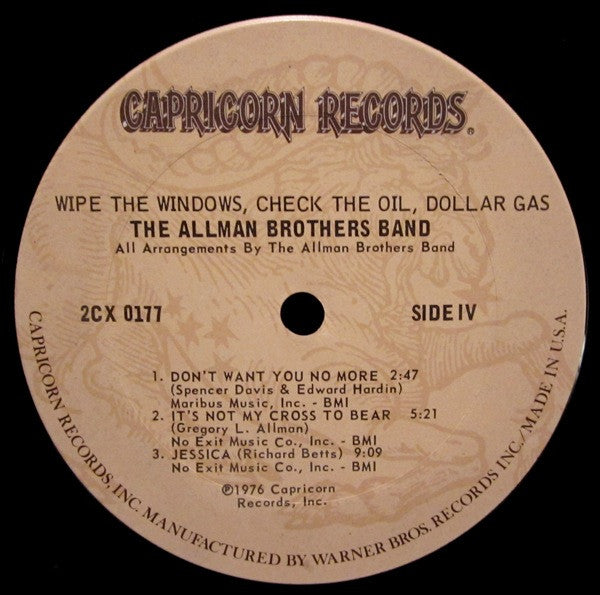 CAPRICORN RECORDS®
WIPE THE WINDOWS, CHECK THE OIL, DOLLAR GAS
THE ALLMAN BROTHERS BAND
All Arrangements By The Allman Brothers Band
2CX 0177
SIDE IV
1. DON'T WANT YOU NO MORE 2:47
(Spencer Davis & Edward Hardin)
Maribus Music, Inc. - BMI
2. IT'S NOT MY CROSS TO BEAR 5:21
(Gregory L. Allman)
No Exit Music Co., Inc. - BMI
3. JESSICA (Richard Betts) 9:09
No Exit Music Co., Inc. - BMI
℗1976 Capricorn
Records, Inc.
CAPRICORN RECORDS, INC. MANUFACTURED BY WARNER BROS. RECORDS INC./MADE IN U.S.A.